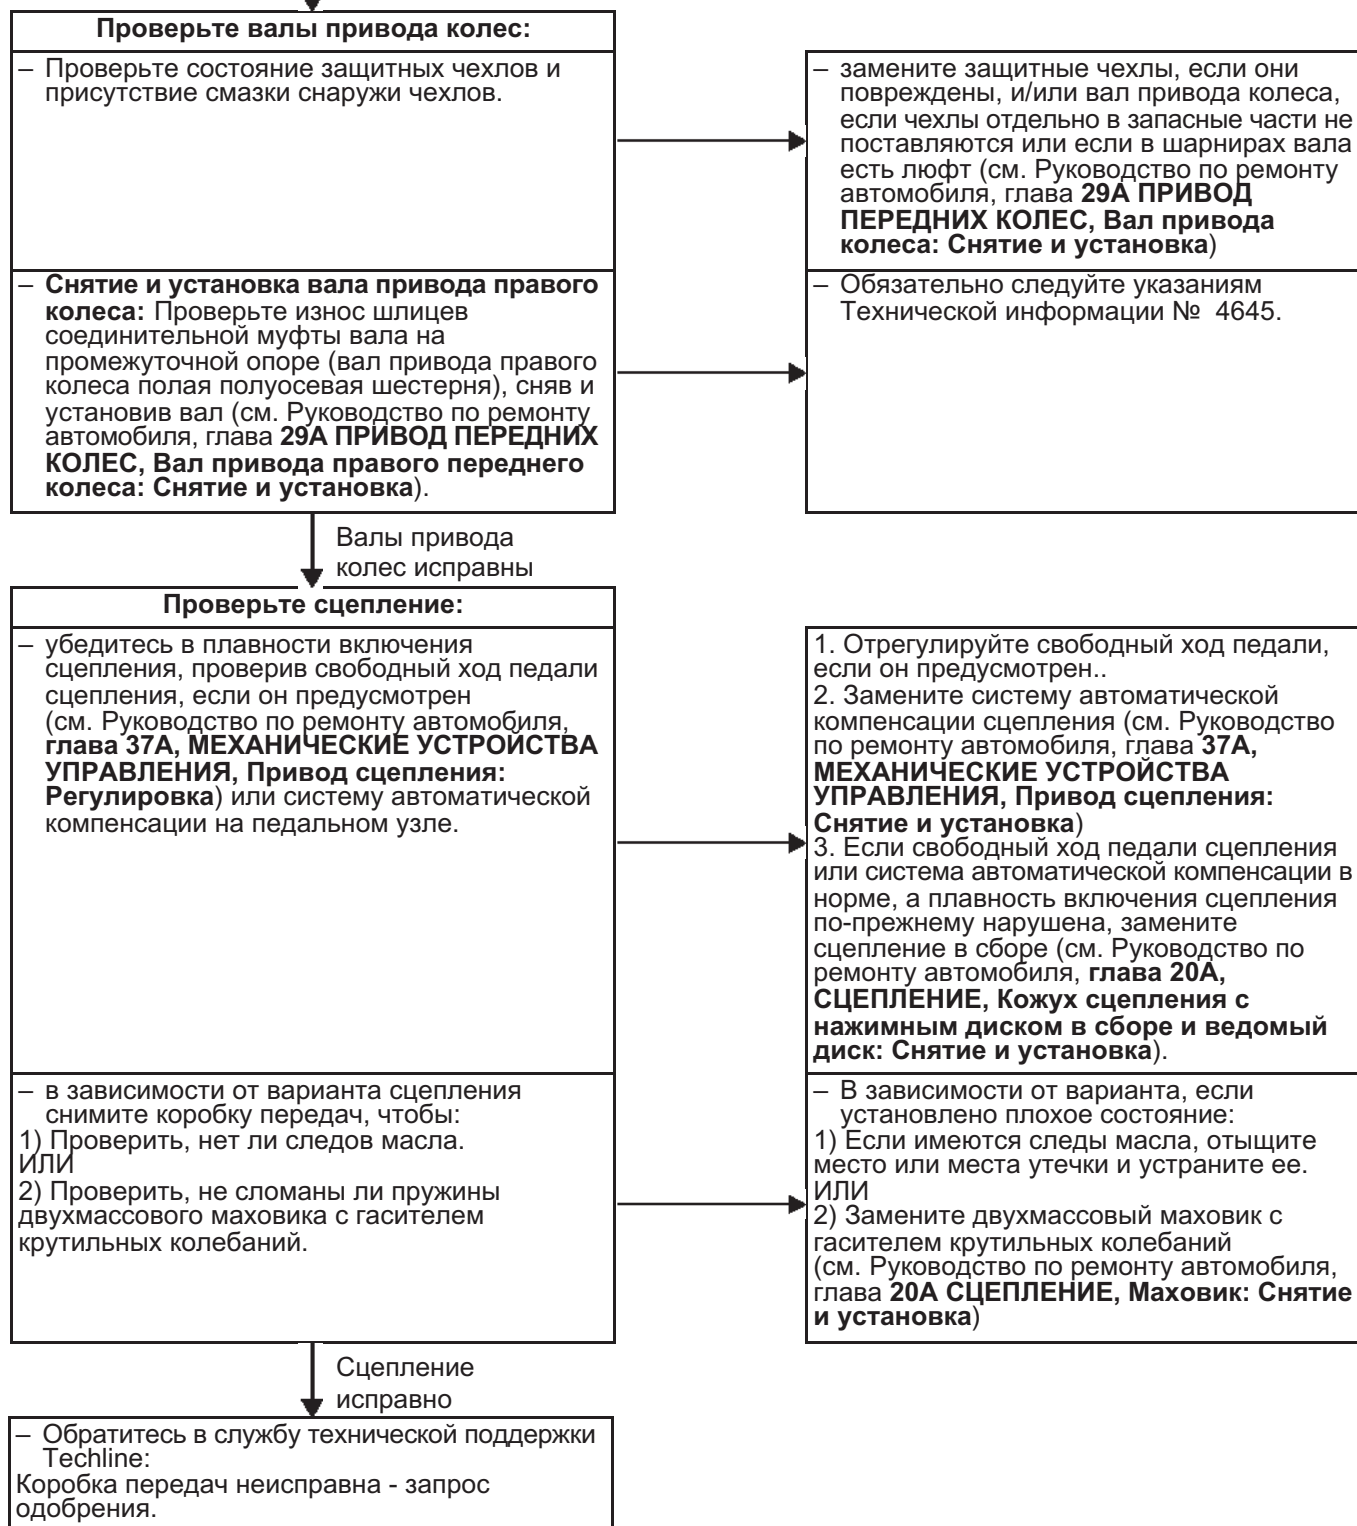 Проверьте валы привода колес:
– Проверьте состояние защитных чехлов и
присутствие смазки снаружи чехлов.
– замените защитные чехлы, если они
повреждены, и/или вал привода колеса,
если чехлы отдельно в запасные части не
поставляются или если в шарнирах вала
есть люфт (см. Руководство по ремонту
автомобиля, глава 29A ПРИВОД
ПЕРЕДНИХ КОЛЕС, Вал привода
колеса: Снятие и установка)
– Снятие и установка вала привода правого
колеса: Проверьте износ шлицев
соединительной муфты вала на
промежуточной опоре (вал привода правого
колеса полая полуосевая шестерня), сняв и
установив вал (см. Руководство по ремонту
автомобиля, глава 29A ПРИВОД ПЕРЕДНИХ
КОЛЕС, Вал привода правого переднего
колеса: Снятие и установка).
– Обязательно следуйте указаниям
Технической информации № 4645.
Валы привода
колес исправны
Проверьте сцепление:
– убедитесь в плавности включения
сцепления, проверив свободный ход педали
сцепления, если он предусмотрен
(см. Руководство по ремонту автомобиля,
глава 37A, МЕХАНИЧЕСКИЕ УСТРОЙСТВА
УПРАВЛЕНИЯ, Привод сцепления:
Регулировка) или систему автоматической
компенсации на педальном узле.
1. Отрегулируйте свободный ход педали,
если он предусмотрен..
2. Замените систему автоматической
компенсации сцепления (см. Руководство
по ремонту автомобиля, глава 37A,
МЕХАНИЧЕСКИЕ УСТРОЙСТВА
УПРАВЛЕНИЯ, Привод сцепления:
Снятие и установка)
3. Если свободный ход педали сцепления
или система автоматической компенсации в
норме, а плавность включения сцепления
по-прежнему нарушена, замените
сцепление в сборе (см. Руководство по
ремонту автомобиля, глава 20A,
СЦЕПЛЕНИЕ, Кожух сцепления с
нажимным диском в сборе и ведомый
диск: Снятие и установка).
– в зависимости от варианта сцепления
снимите коробку передач, чтобы:
1) Проверить, нет ли следов масла.
ИЛИ
2) Проверить, не сломаны ли пружины
двухмассового маховика с гасителем
крутильных колебаний.
– В зависимости от варианта, если
установлено плохое состояние:
1) Если имеются следы масла, отыщите
место или места утечки и устраните ее.
ИЛИ
2) Замените двухмассовый маховик с
гасителем крутильных колебаний
(см. Руководство по ремонту автомобиля,
глава 20A СЦЕПЛЕНИЕ, Маховик: Снятие
и установка)
Сцепление
исправно
– Обратитесь в службу технической поддержки
Techline:
Коробка передач неисправна - запрос
одобрения.